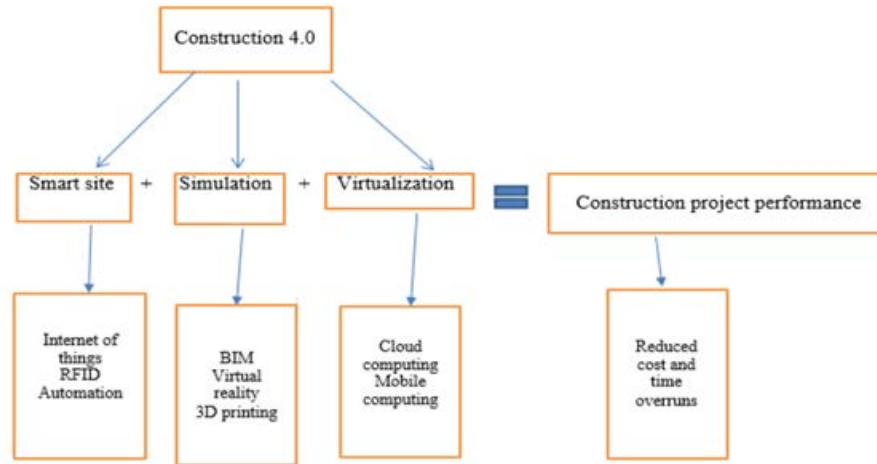 Construction 4.0
Smart site + Simulation + Virtualization = Construction project performance
Internet of
things
RFID
Automation
BIM
Virtual
reality
3D printing
Cloud
computing
Mobile
computing
Reduced
cost and
time
overruns